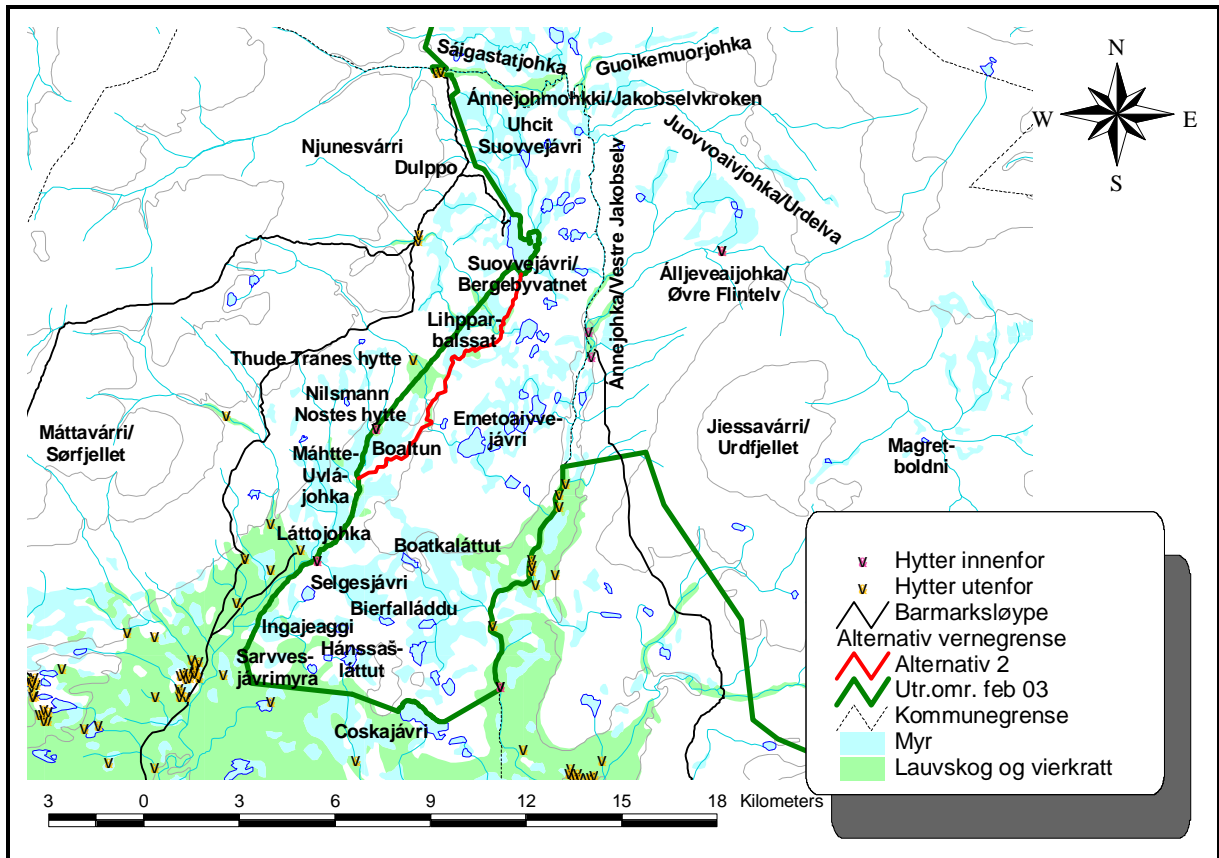 N
W
E
S
Sáigastatjohka
Guoikemuorjohka
Ánnejohmohkki/Jakobselvkroken
Uhcit
Suovvejávri
Juovvoaivjohka/Urdelva
Njunesvárri
Dulppo
Ánnejohka/Vestre Jakobselv
Suovvejávri/
Bergebyvatnet
Álljeveaijohka/
Øvre Flintelv
Lihppar-
balssat
Thude Tranes hytte
Nilsmann
Nostes hytte
Emetoaivve-
jávri
Máttavárri/
Sørfjellet
Boaltun
Jiessavárri/
Urdfjellet
Magret-
boldni
Máhtte-
Uvlá-
johka
Láttojohka
Boatkaláttut
Selgesjávri
Bierfalláddu
Ingajeaggi
Hánssaš-
láttut
Sarvves-
jávrimyra
Coskajávri
v Hytter innenfor
v Hytter utenfor
Barmarksløype
Alternativ vernegrense
Alternativ 2
Utr.omr. feb 03
Kommunegrense
Myr
Lauvskog og vierkratt
3 0 3 6 9 12 15 18 Kilometers